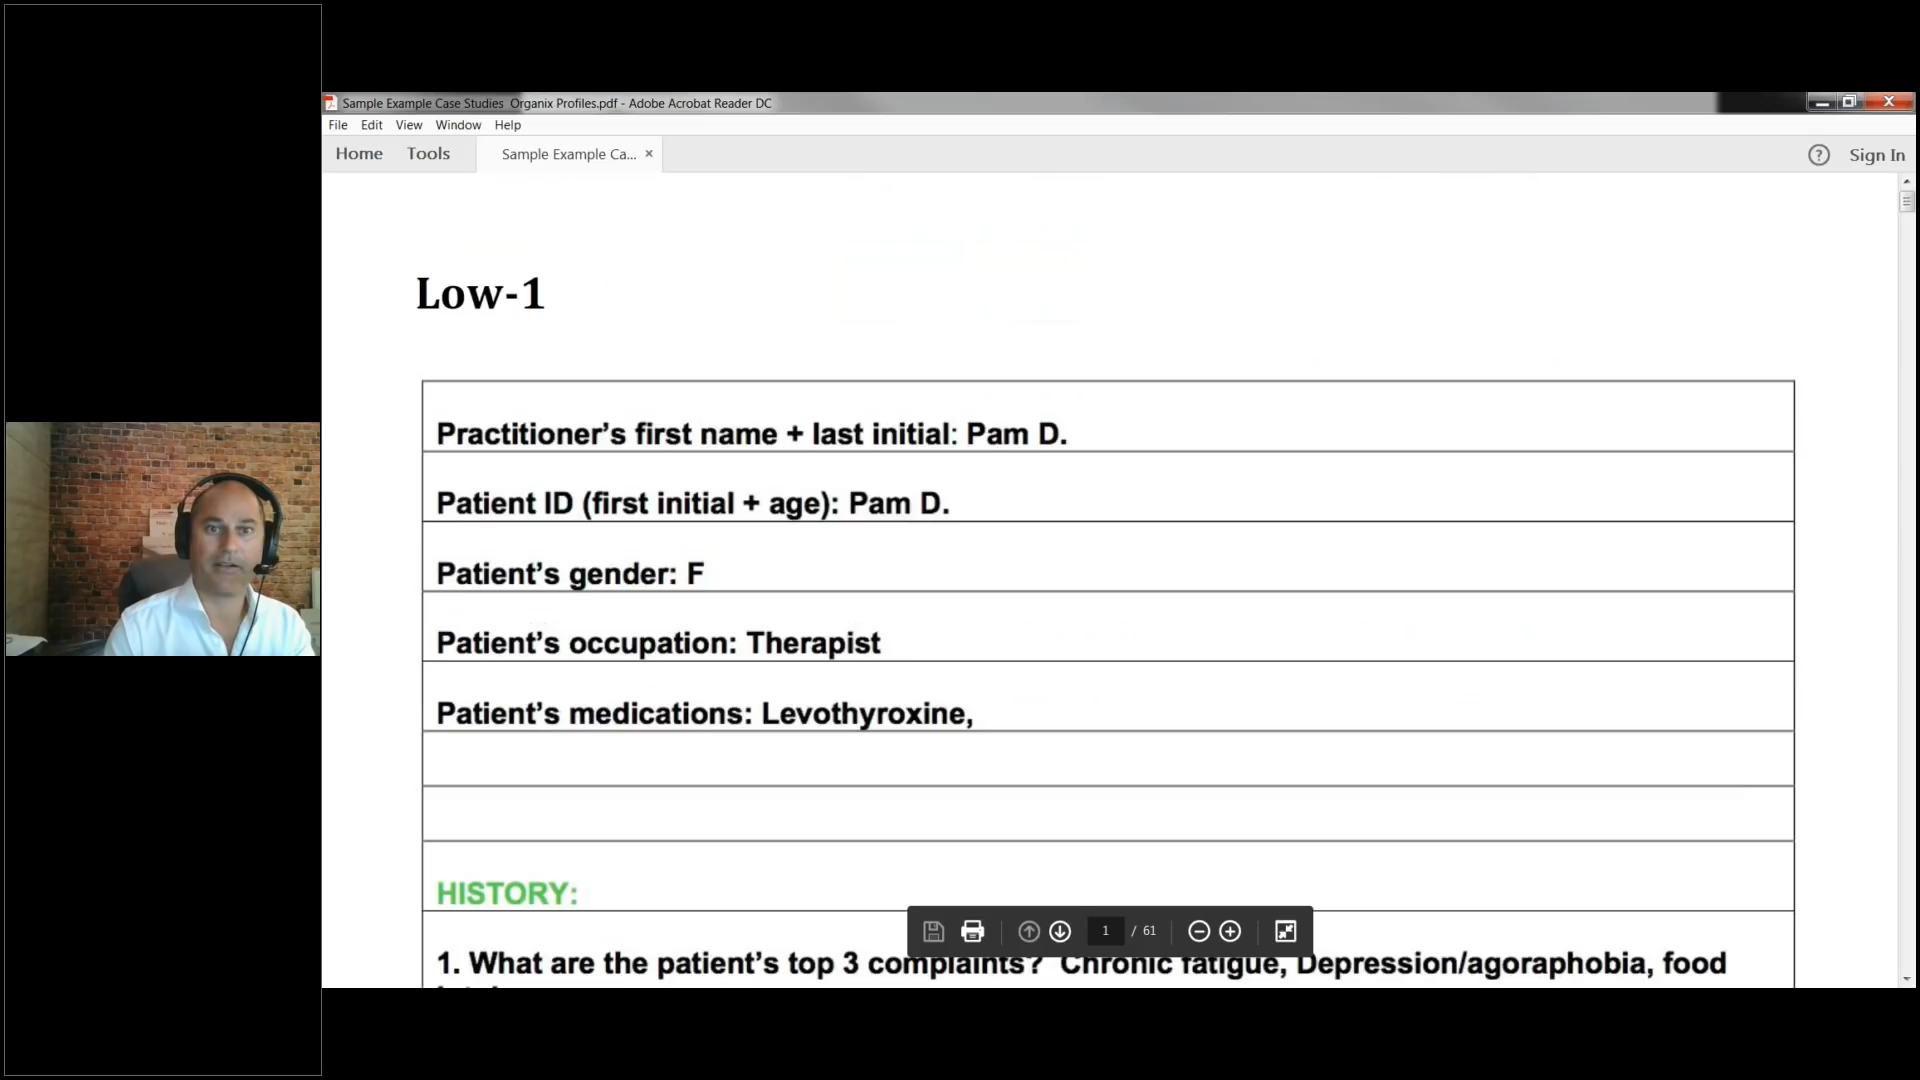 Sample Example Case Studies Organix Profiles.pdf - Adobe Acrobat Reader DC
File Edit View Window Help
Home Tools Sample Example Ca... × ? Sign In
Low-1
Practitioner’s first name + last initial: Pam D.
Patient ID (first initial + age): Pam D.
Patient’s gender: F
Patient’s occupation: Therapist
Patient’s medications: Levothyroxine,
HISTORY:
1 / 61
1. What are the patient’s top 3 complaints? Chronic fatigue, Depression/agoraphobia, food